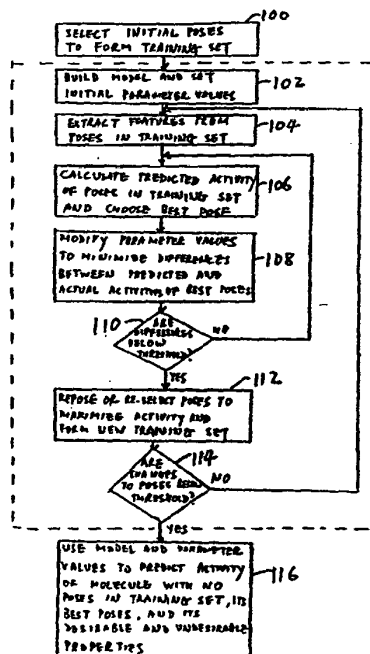 100
SELECT INITIAL POSES
TO FORM TRAINING SET
BUILD MODEL AND SET
INITIAL PARAMETER VALUES
102
EXTRACT FEATURES FROM
POSES IN TRAINING SET
104
CALCULATE PREDICTED ACTIVITY
OF POSES IN TRAINING SET
AND CHOOSE BEST POSE
106
MODIFY PARAMETER VALUES
TO MINIMIZE DIFFERENCES
BETWEEN PREDICTED AND
ACTUAL ACTIVITY OF BEST POSES
108
110
ARE
DIFFERENCES
BELOW
THRESHOLD?
NO
YES
112
REPOSE OR RE-SELECT POSES TO
MAXIMIZE ACTIVITY AND
FORM NEW TRAINING SET
114
ARE
CHANGES
TO POSES BELOW
THRESHOLD?
NO
YES
USE MODEL AND PARAMETER
VALUES TO PREDICT ACTIVITY
OF MOLECULE WITH NO
POSES IN TRAINING SET, ITS
BEST POSES, AND ITS
DESIRABLE AND UNDESIRABLE
PROPERTIES
116